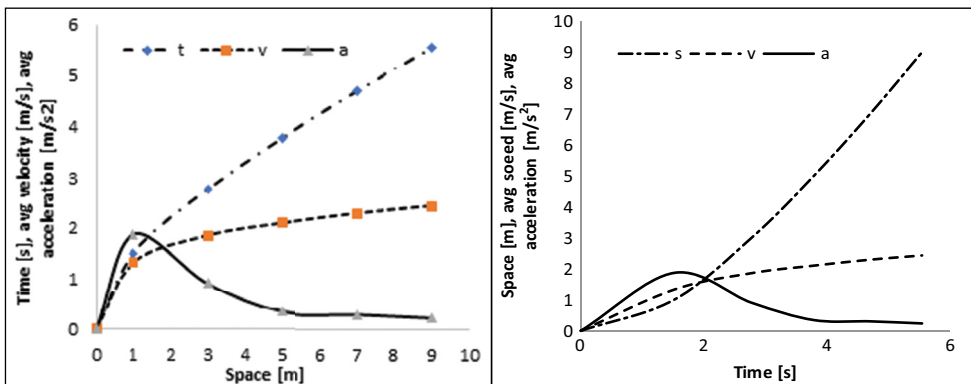 Time [s], avg velocity [m/s], avg
acceleration [m/s2]
6
5
4
3
2
1
0
t v a
0 1 2 3 4 5 6 7 8 9 10
Space [m]
Space [m], avg soeed [m/s], avg
acceleration [m/s²]
10
9
8
7
6
5
4
3
2
1
0
s v a
0 2 4 6
Time [s]